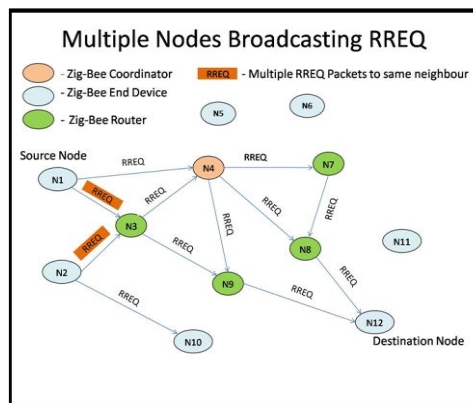 Multiple Nodes Broadcasting RREQ
- Zig-Bee Coordinator
RREQ - Multiple RREQ Packets to same neighbour
- Zig-Bee End Device
- Zig-Bee Router
N5
N6
Source Node
RREQ
RREQ
N1
N4
N7
RREQ
RREQ
RREQ
RREQ
N3
RREQ
RREQ
N8
N11
RREQ
N2
RREQ
RREQ
N9
RREQ
RREQ
N12
N10
Destination Node